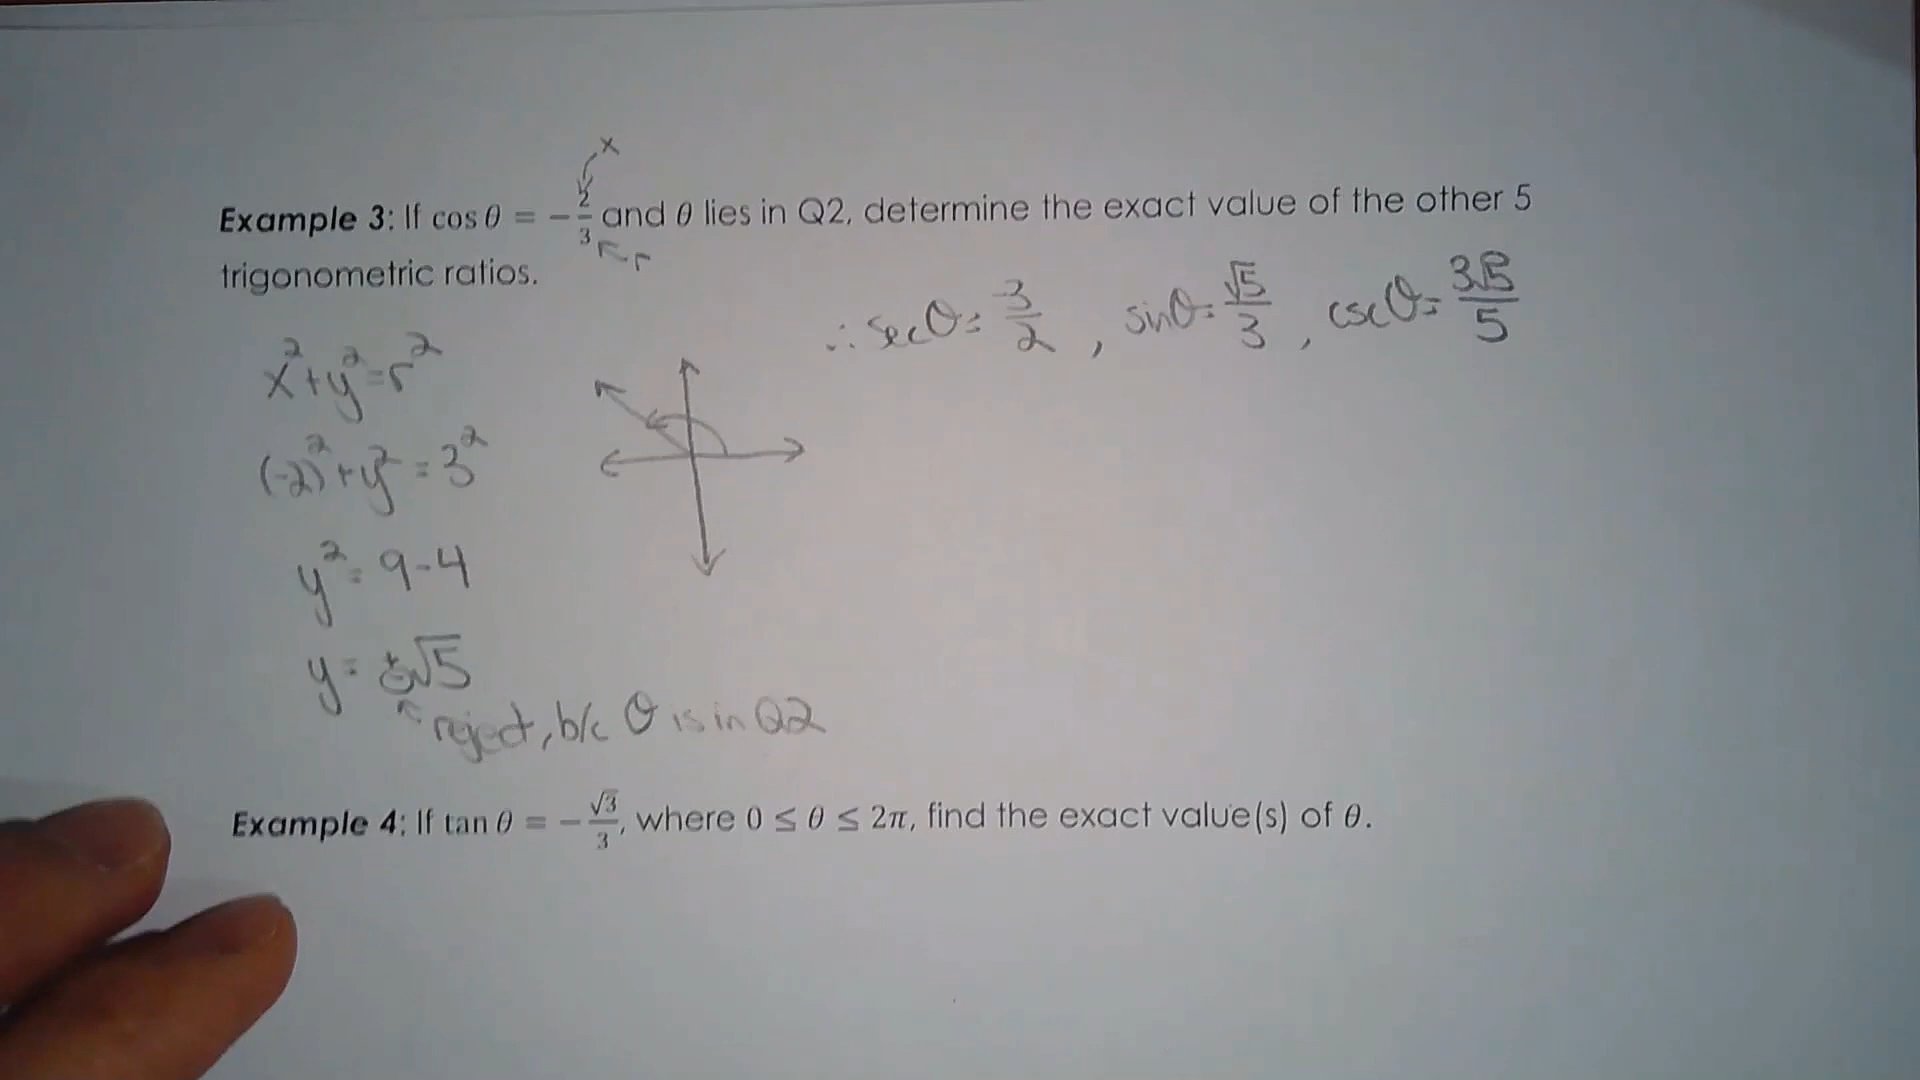 x
Example 3: If cos θ = −2/3 and θ lies in Q2, determine the exact value of the other 5
r
trigonometric ratios.
∴ secθ = 3/2, sinθ = √5/3, cscθ = 3√5/5
x² + y² = r²
(-2)² + y² = 3²
y² = 9 - 4
y = ±√5
reject, b/c θ is in Q2
Example 4: If tan θ = −√3/3, where 0 ≤ θ ≤ 2π, find the exact value(s) of θ.